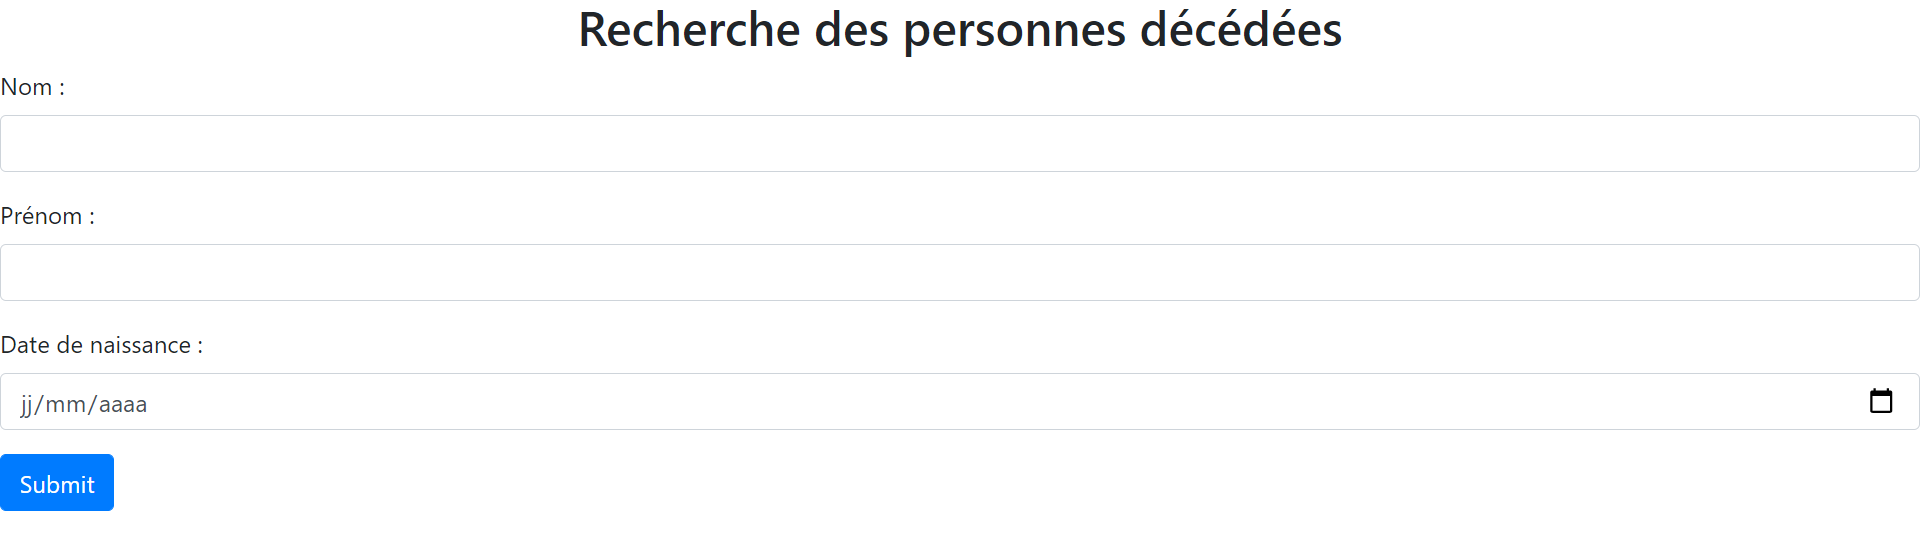 Recherche des personnes décédées
Nom :
Prénom :
Date de naissance :
jj/mm/aaaa
Submit